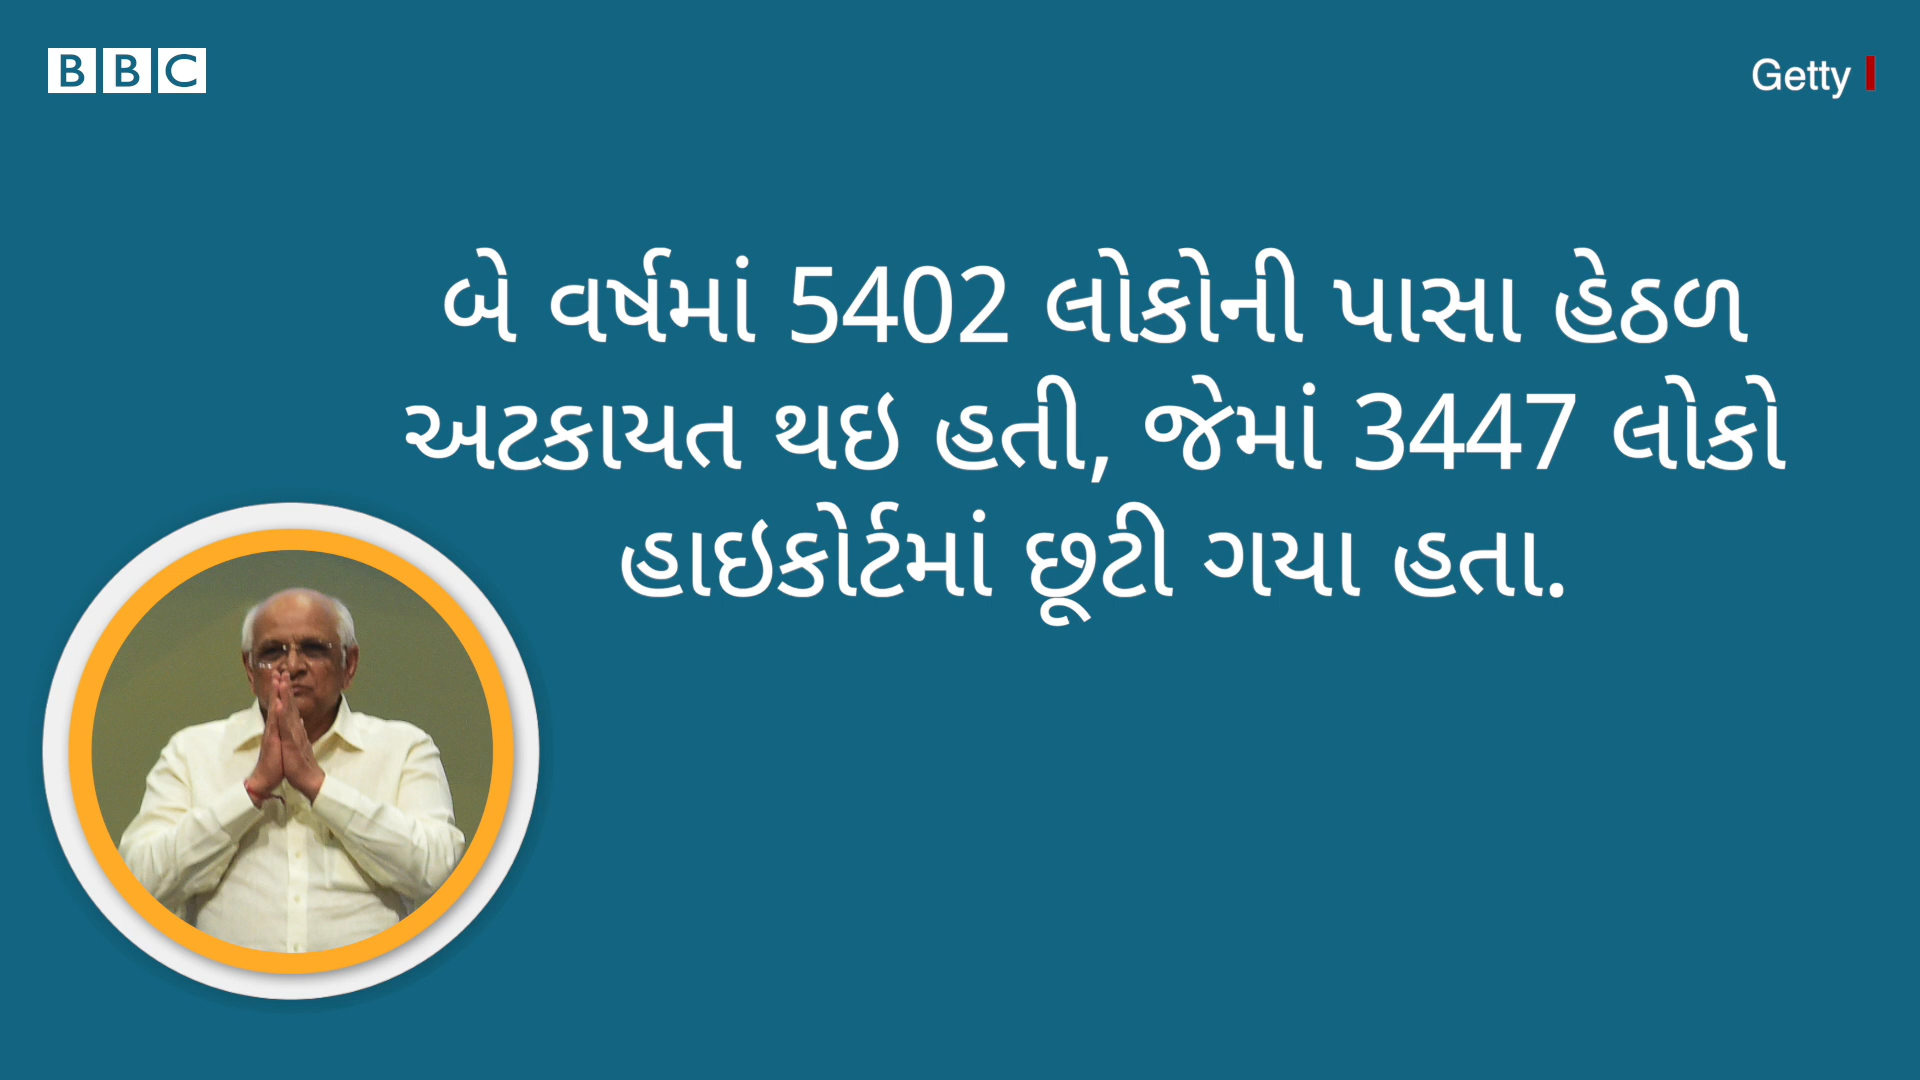 BBC
Getty
બે વર્ષમાં 5402 લોકોની પાસા હેઠળ
અટકાયત થઇ હતી, જેમાં 3447 લોકો
હાઇકોર્ટમાં છૂટી ગયા હતા.